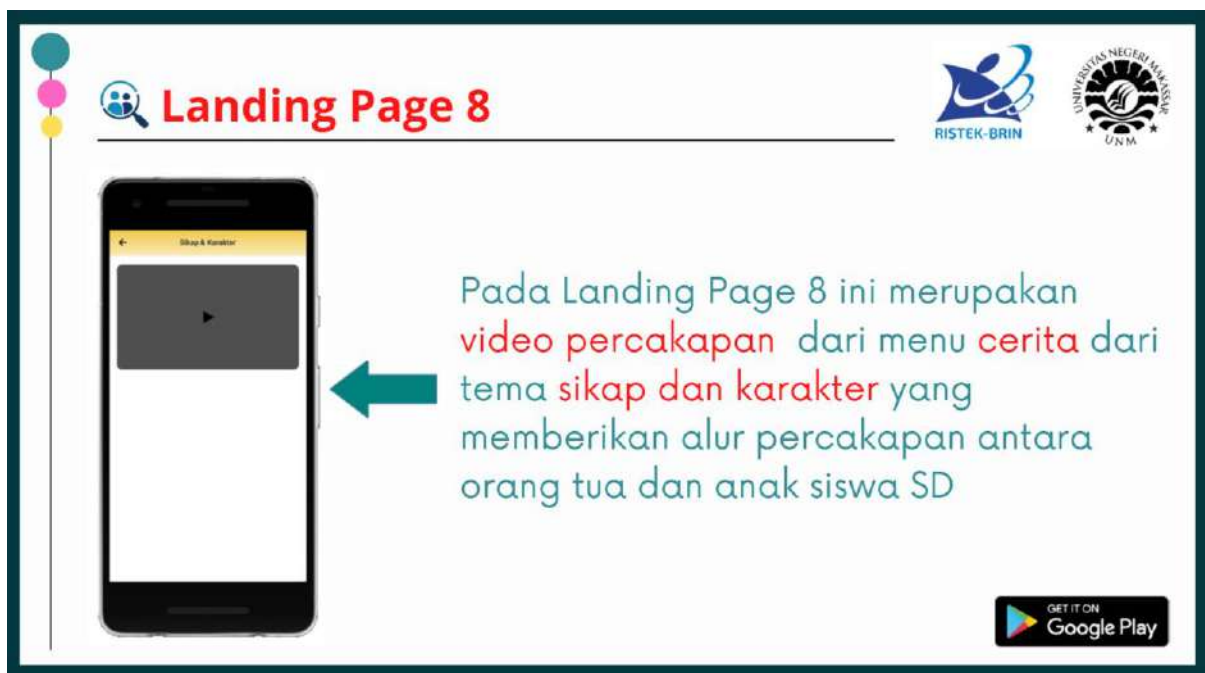 Landing Page 8
RISTEK-BRIN
UNIVERSITAS NEGERI MAKASSAR
UNM
Sikap & Karakter
Pada Landing Page 8 ini merupakan
video percakapan dari menu cerita dari
tema sikap dan karakter yang
memberikan alur percakapan antara
orang tua dan anak siswa SD
GET IT ON
Google Play